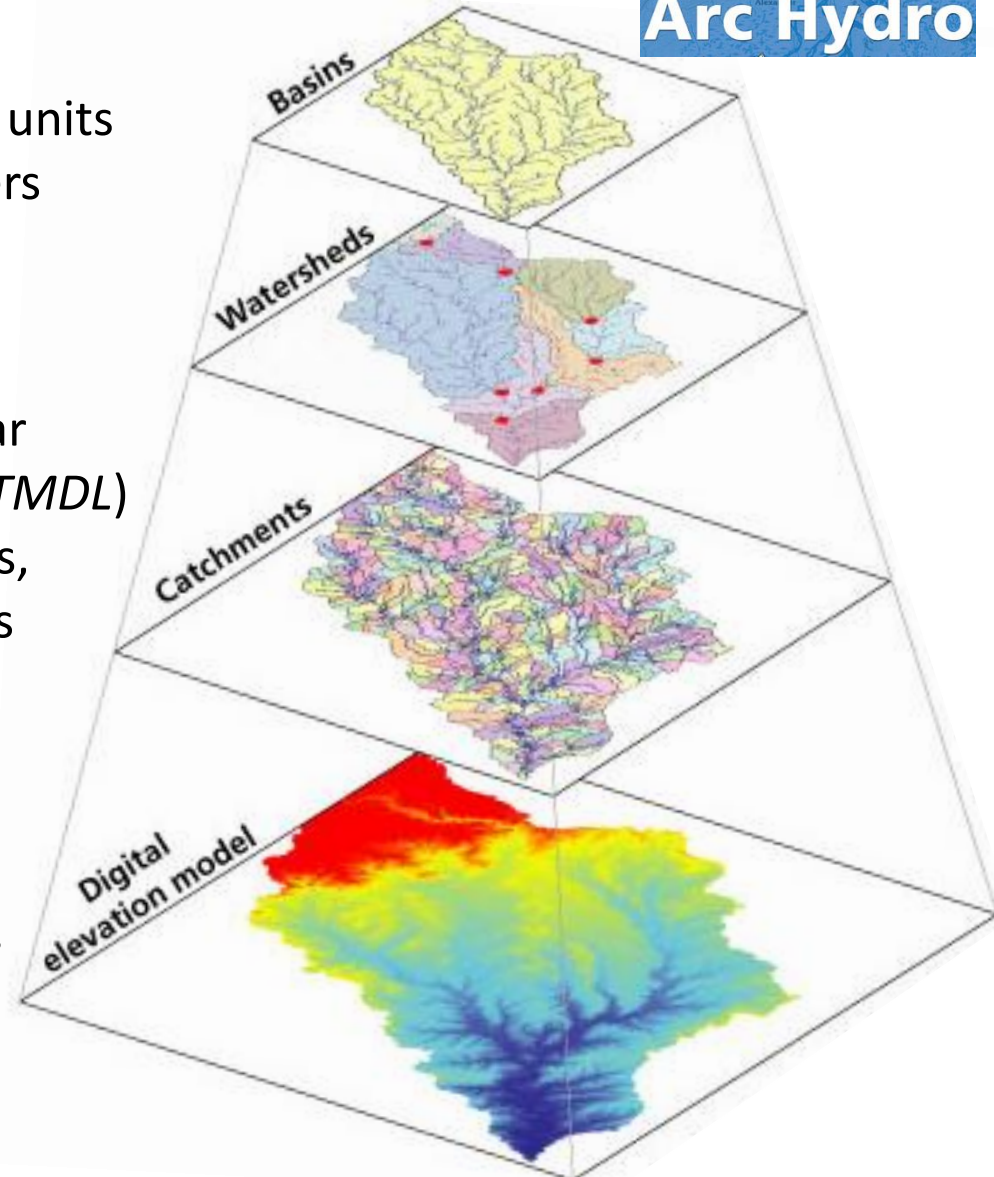 Arc Hydro
Basins
units
rs
Watersheds
ar
TMDL)
s,
Catchments
s
Digital
elevation model